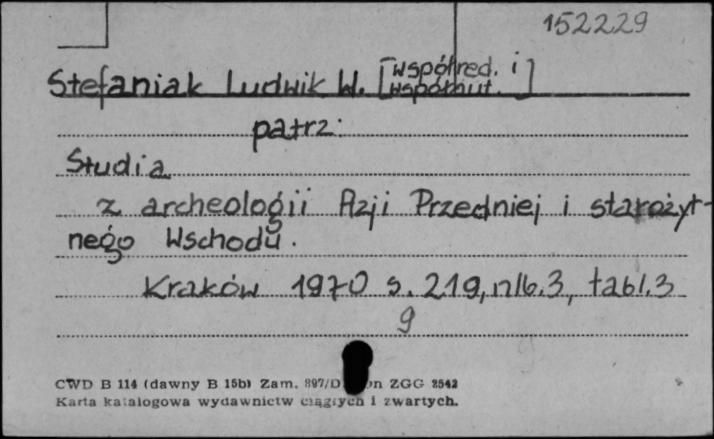 152229
Stefaniak Ludwik W. [współred. i
współaut.]
patrz:
Studia
z archeologii Azji Przedniej i starożyt-
nego Wschodu.
Kraków 1970 s. 219, nlb. 3, tabl. 3
9
CWD B 114 (dawny B 15b) Zam. 897/D ZGG 2542
Karta katalogowa wydawnictw ciągłych i zwartych.